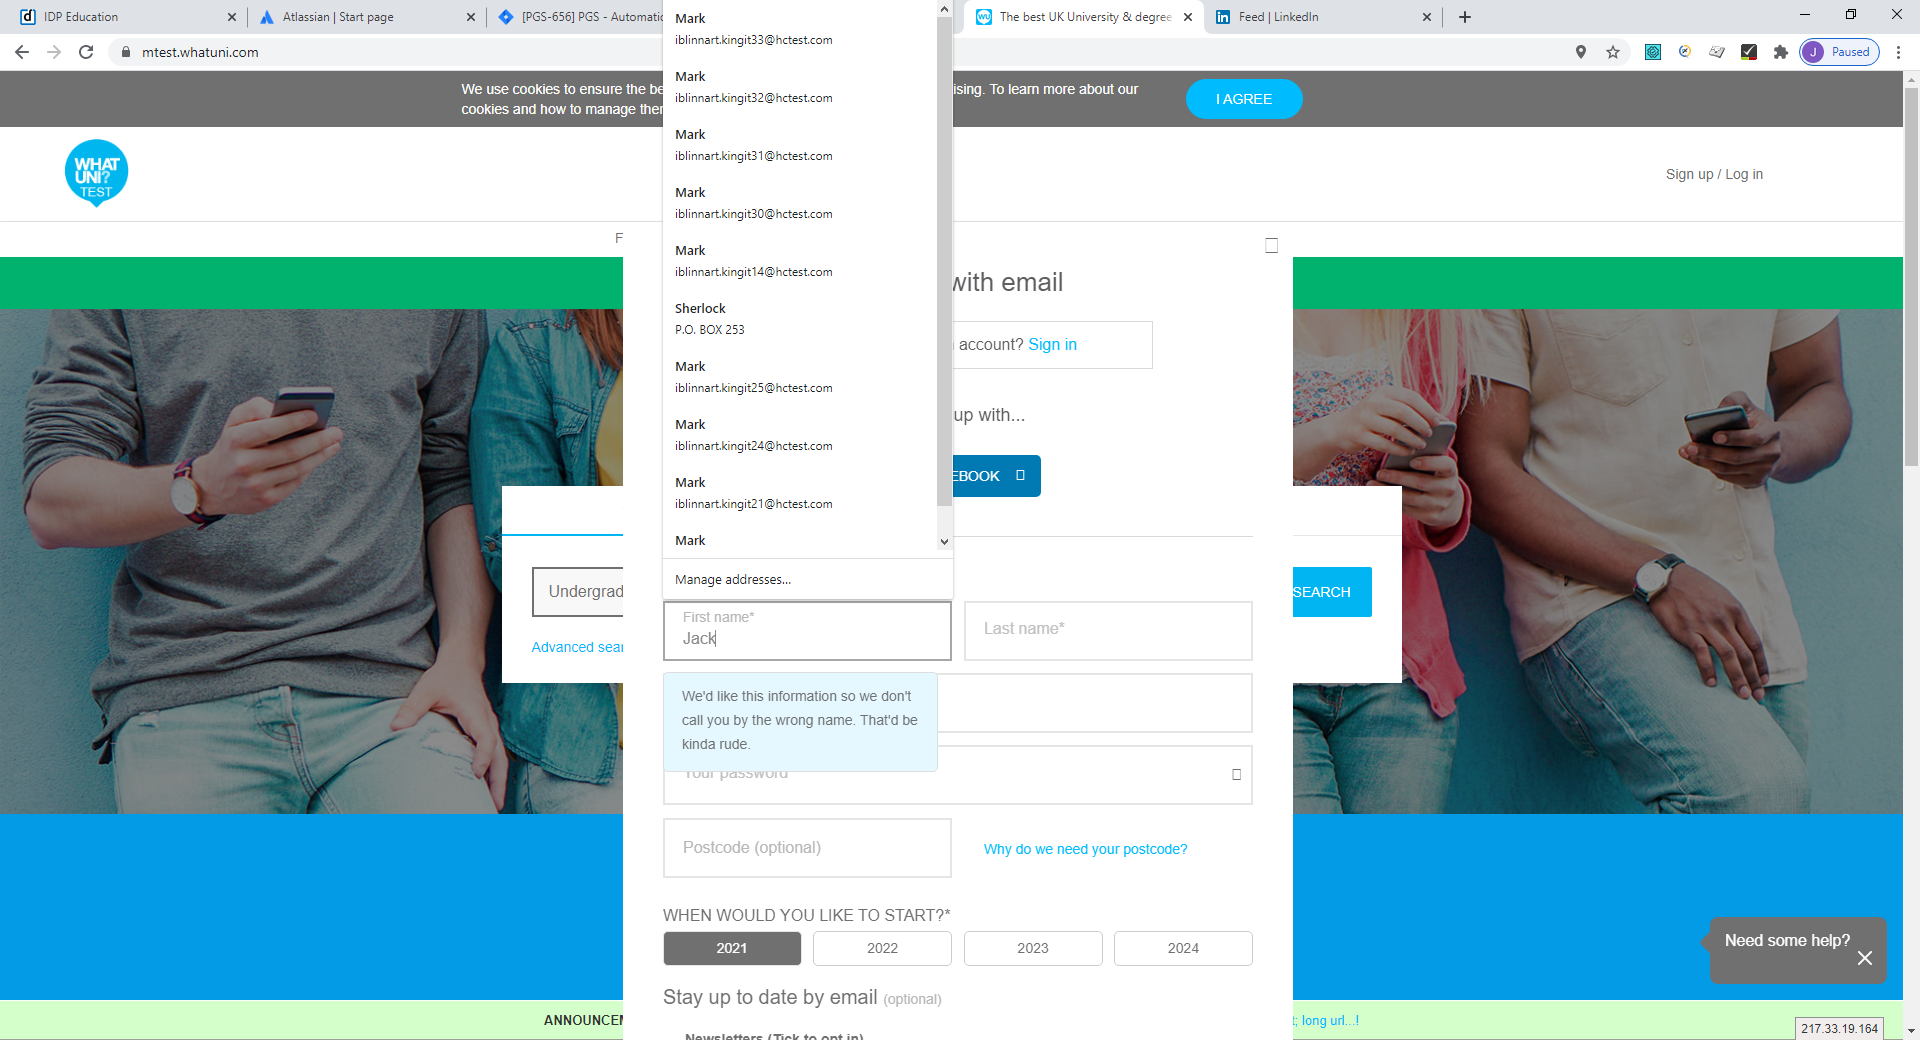 IDP Education
Atlassian | Start page
[PGS-656] PGS - Automatic
The best UK University & degree
Feed | LinkedIn
mtest.whatuni.com
J
Paused
We use cookies to ensure the be
ising. To learn more about our
cookies and how to manage the
I AGREE
WHAT
UNI?
TEST
Sign up / Log in
F
Mark
iblinnart.kingit33@hctest.com
Mark
iblinnart.kingit32@hctest.com
Mark
iblinnart.kingit31@hctest.com
Mark
iblinnart.kingit30@hctest.com
Mark
iblinnart.kingit14@hctest.com
Sherlock
P.O. BOX 253
Mark
iblinnart.kingit25@hctest.com
Mark
iblinnart.kingit24@hctest.com
Mark
iblinnart.kingit21@hctest.com
Mark
Manage addresses...
with email
account? Sign in
up with...
EBOOK
Undergrad
SEARCH
Advanced sear
First name*
Jack
Last name*
We'd like this information so we don't
call you by the wrong name. That'd be
kinda rude.
Your password
Postcode (optional)
Why do we need your postcode?
WHEN WOULD YOU LIKE TO START?*
2021
2022
2023
2024
Need some help?
Stay up to date by email (optional)
ANNOUNCEM
t; long url...!
217.33.19.164
Newsletters (Tick to opt in)